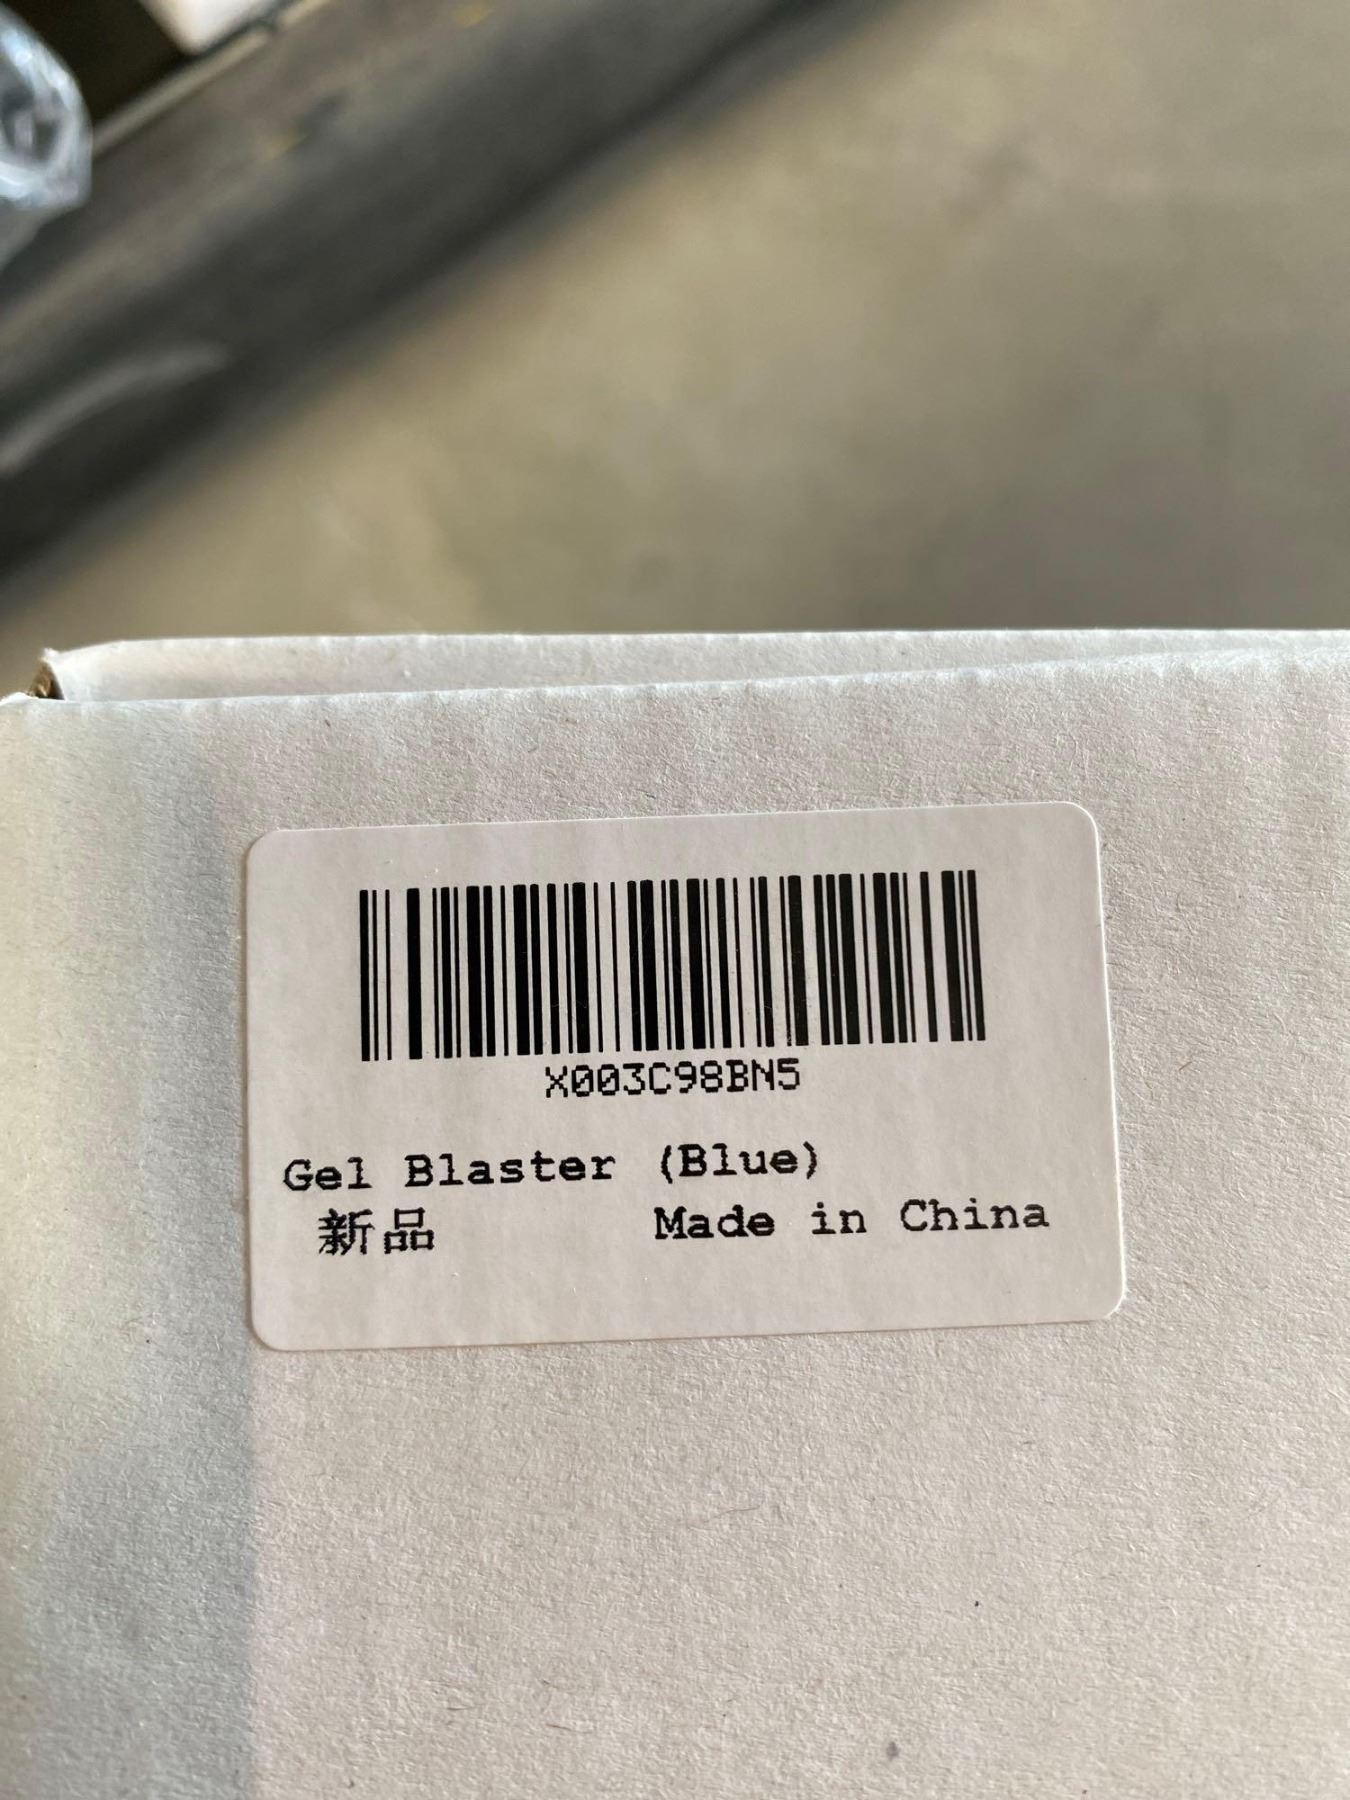 X003C98BN5
Gel Blaster (Blue)
新品 Made in China